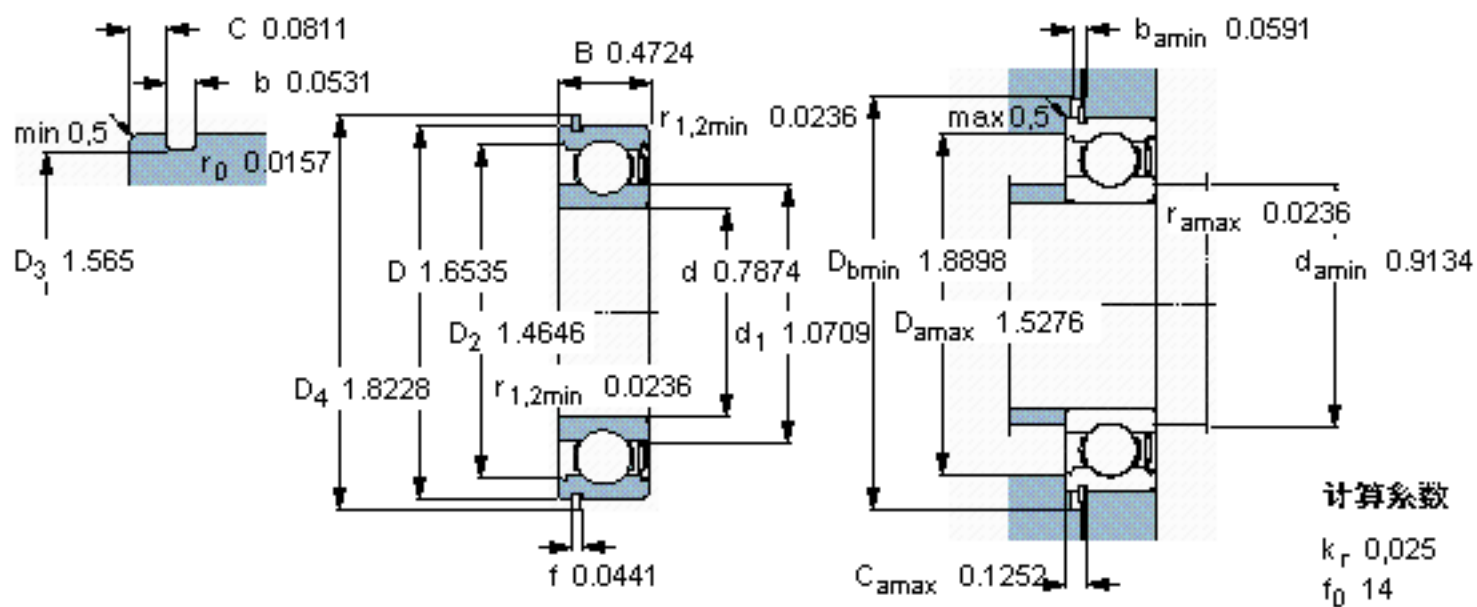 C 0.0811
b 0.0531
min 0,5
r0 0.0157
D3 1.565
B 0.4724
r1,2min 0.0236
D 1.6535
d 0.7874
D2 1.4646
d1 1.0709
D4 1.8228
r1,2min 0.0236
f 0.0441
bamin 0.0591
max 0,5
ramax 0.0236
Dbmin 1.8898
damin 0.9134
Damax 1.5276
Camax 0.1252
计算系数
kr 0,025
f0 14